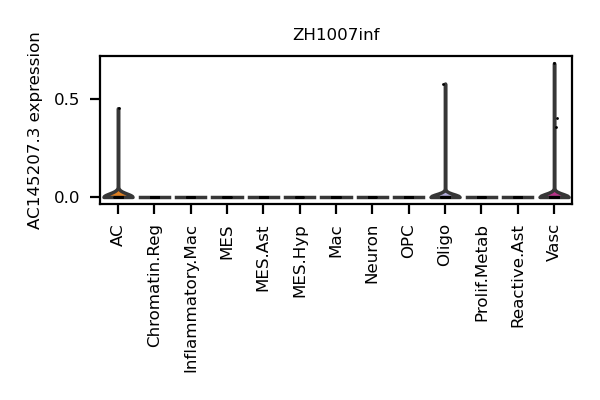 ZH1007inf
AC145207.3 expression
0.5
0.0
AC
Chromatin.Reg
Inflammatory.Mac
MES
MES.Ast
MES.Hyp
Mac
Neuron
OPC
Oligo
Prolif.Metab
Reactive.Ast
Vasc